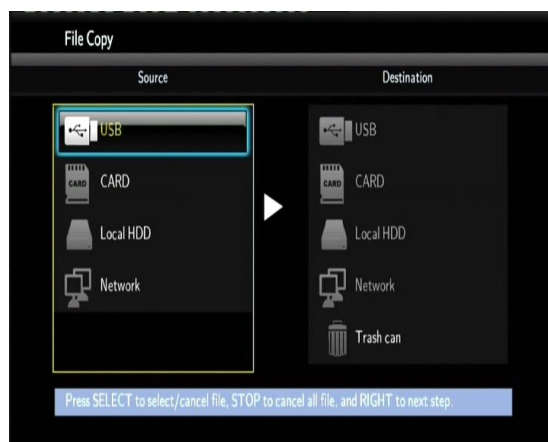 File Copy
Source
Destination
USB
CARD
CARD
Local HDD
Network
USB
CARD
CARD
Local HDD
Network
Trash can
Press SELECT to select/cancel file, STOP to cancel all file, and RIGHT to next step.